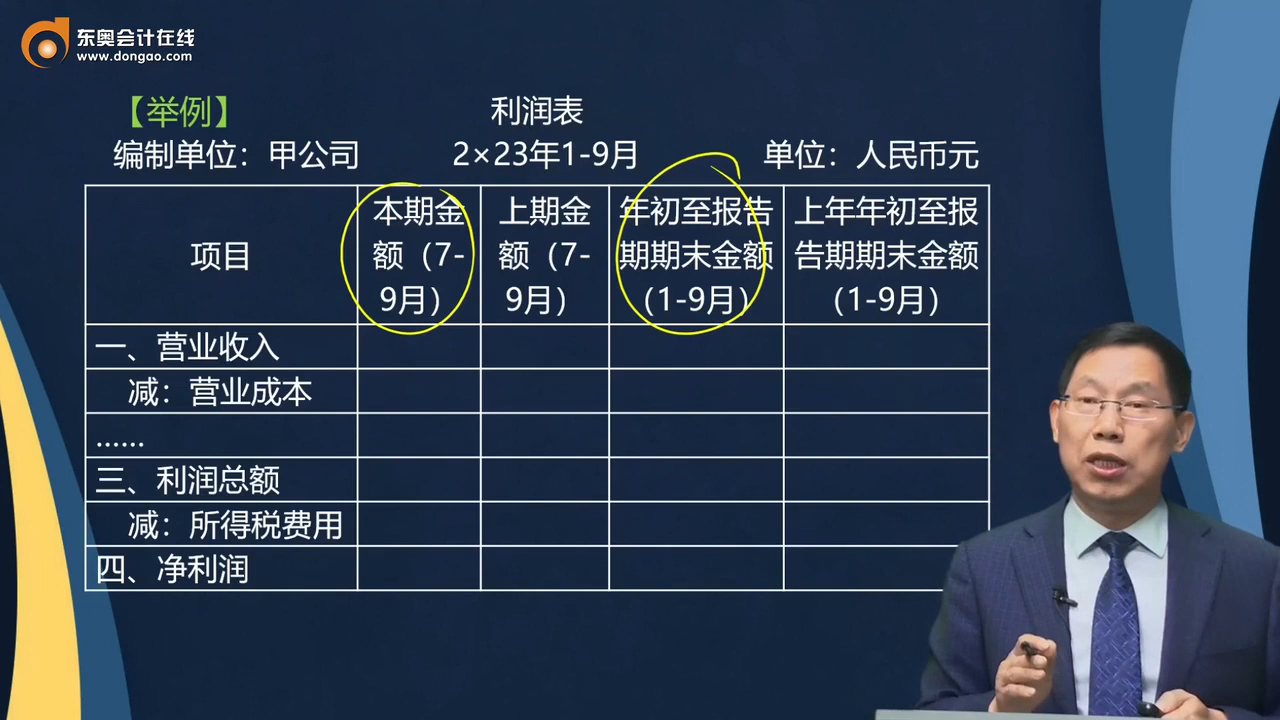 东奥会计在线
www.dongao.com
【举例】
利润表
编制单位：甲公司
2×23年1-9月
单位：人民币元
项目
本期金
额（7-
9月）
上期金
额（7-
9月）
年初至报告
期期末金额
（1-9月）
上年年初至报
告期期末金额
（1-9月）
一、营业收入
减：营业成本
……
三、利润总额
减：所得税费用
四、净利润